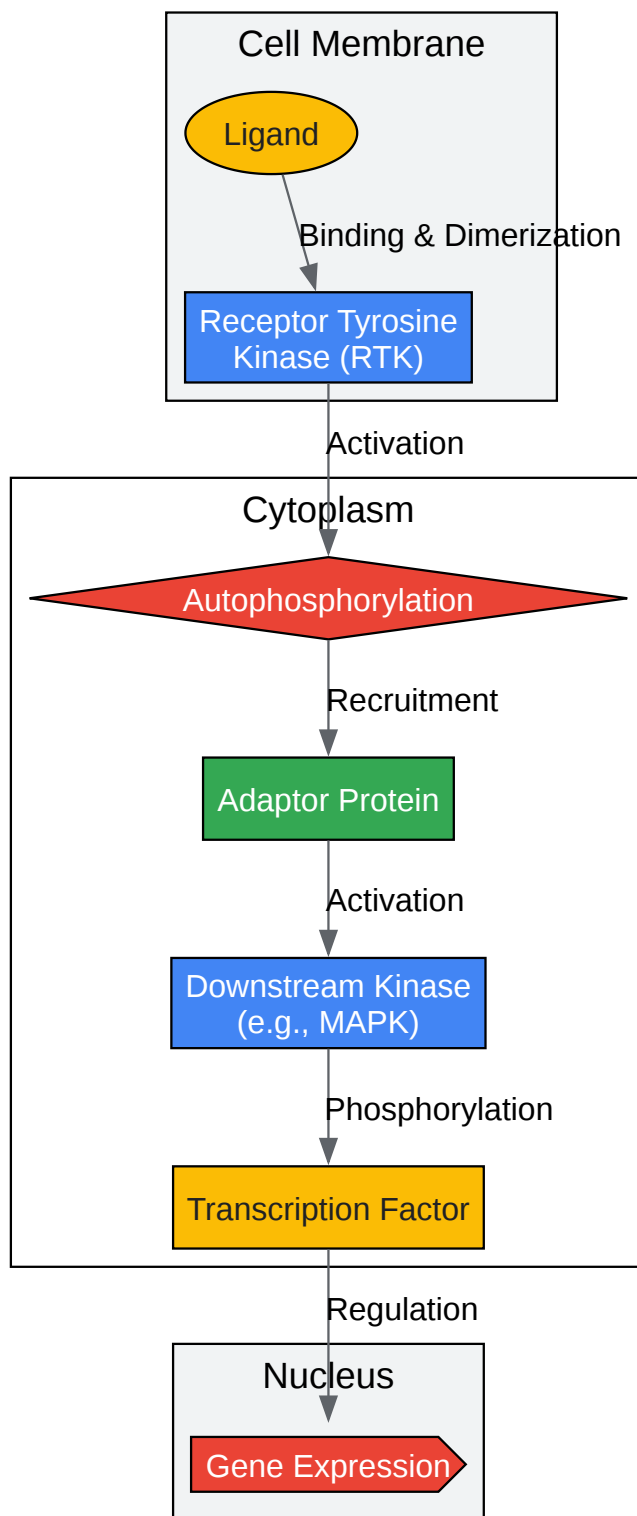 Cell Membrane
Ligand
Binding & Dimerization
Receptor Tyrosine
Kinase (RTK)
Activation
Cytoplasm
Autophosphorylation
Recruitment
Adaptor Protein
Activation
Downstream Kinase
(e.g., MAPK)
Phosphorylation
Transcription Factor
Regulation
Nucleus
Gene Expression